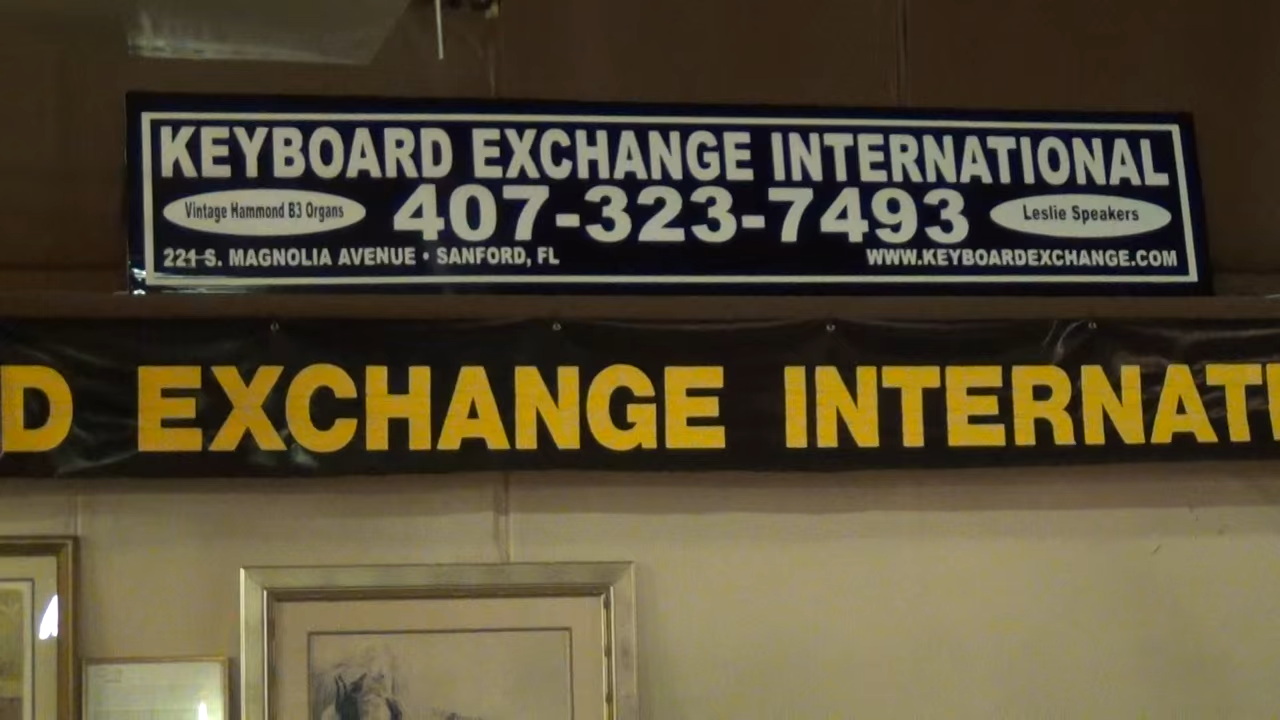 KEYBOARD EXCHANGE INTERNATIONAL
Vintage Hammond B3 Organs
407-323-7493
Leslie Speakers
221 S. MAGNOLIA AVENUE • SANFORD, FL
WWW.KEYBOARDEXCHANGE.COM
D EXCHANGE INTERNATI